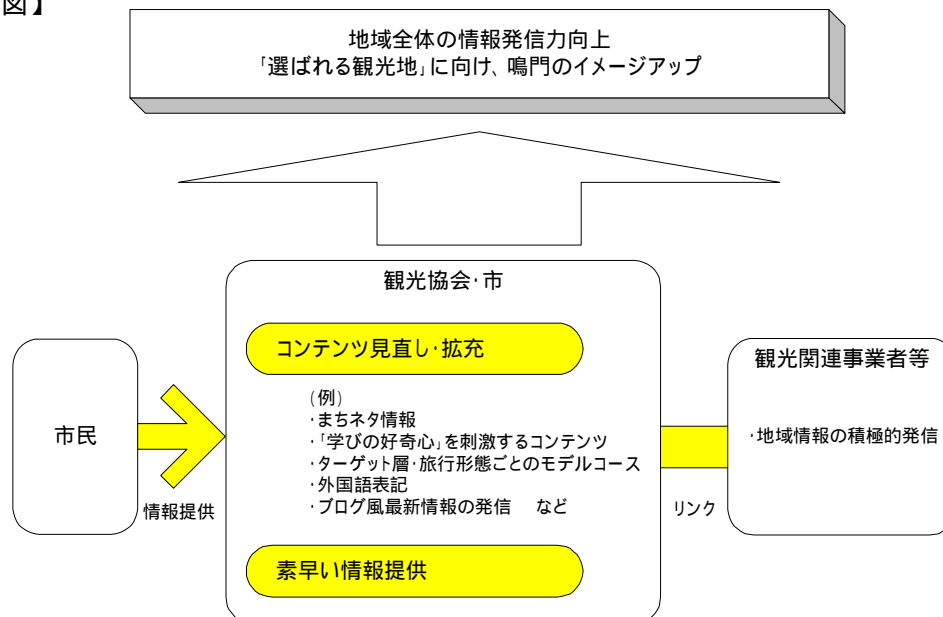 図】
地域全体の情報発信力向上
「選ばれる観光地」に向け、鳴門のイメージアップ
観光協会・市
コンテンツ見直し・拡充
(例)
・まちネタ情報
・「学びの好奇心」を刺激するコンテンツ
・ターゲット層・旅行形態ごとのモデルコース
・外国語表記
・ブログ風最新情報の発信　など
素早い情報提供
市民
情報提供
リンク
観光関連事業者等
・地域情報の積極的発信